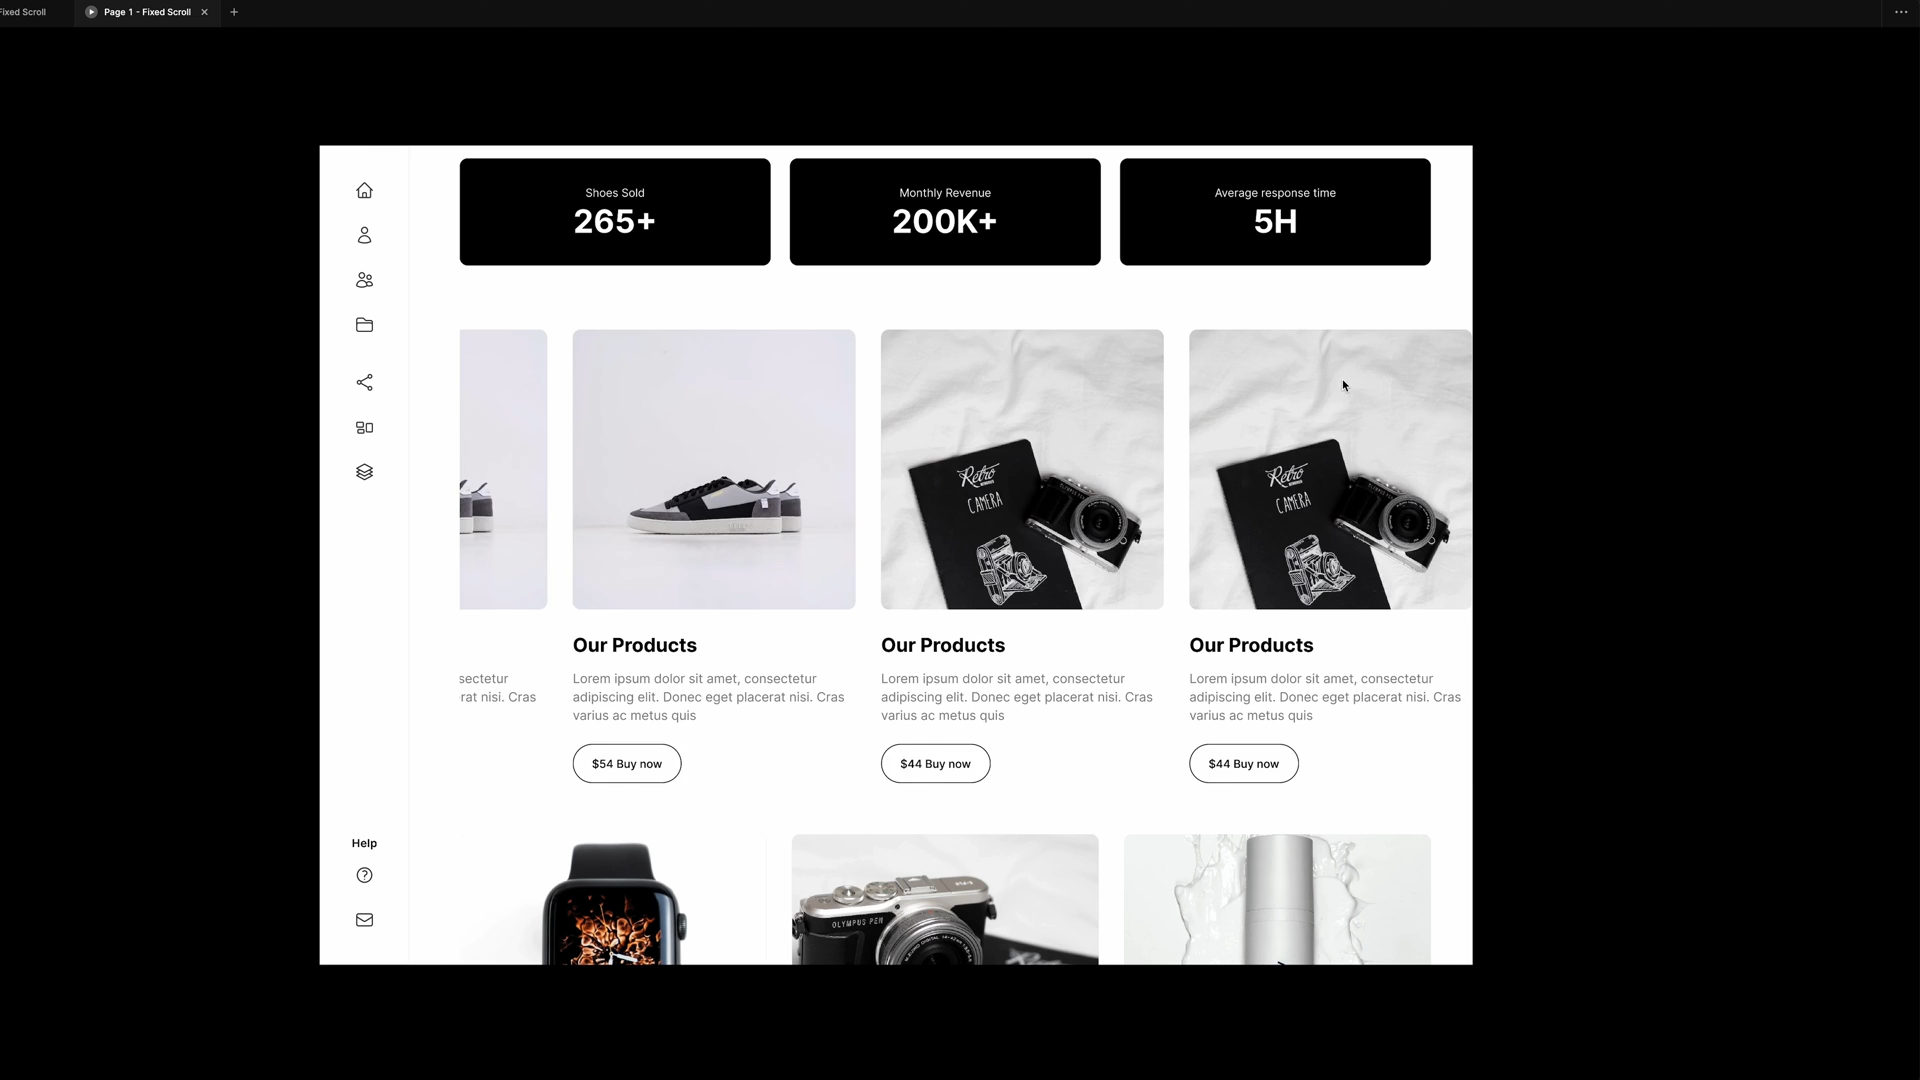 Fixed Scroll
Page 1 - Fixed Scroll
Shoes Sold
265+
Monthly Revenue
200K+
Average response time
5H
Retro
CAMERA
Retro
CAMERA
sectetur
rat nisi. Cras
Our Products
Lorem ipsum dolor sit amet, consectetur
adipiscing elit. Donec eget placerat nisi. Cras
varius ac metus quis
$54 Buy now
Our Products
Lorem ipsum dolor sit amet, consectetur
adipiscing elit. Donec eget placerat nisi. Cras
varius ac metus quis
$44 Buy now
Our Products
Lorem ipsum dolor sit amet, consectetur
adipiscing elit. Donec eget placerat nisi. Cras
varius ac metus quis
$44 Buy now
Help
OLYMPUS PEN